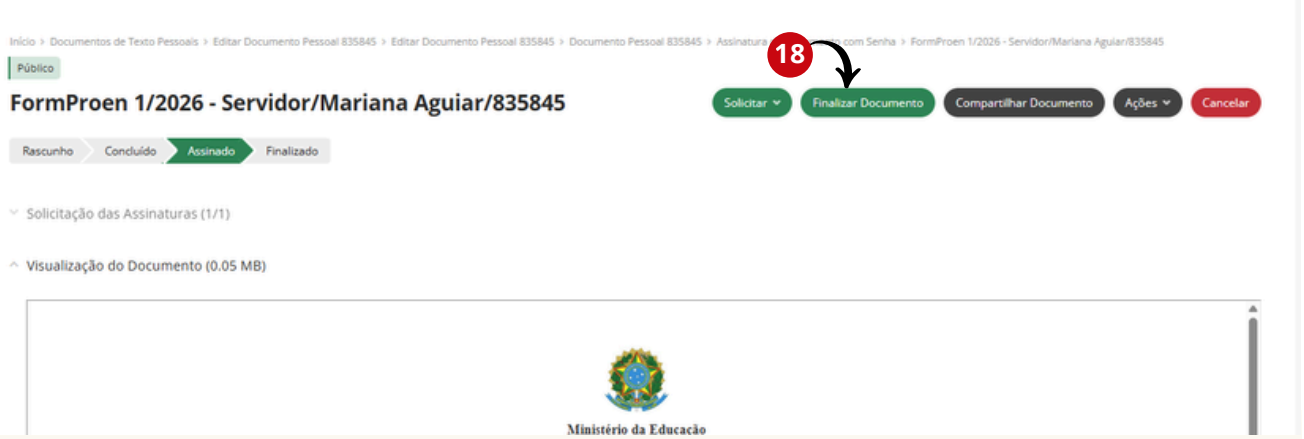 Início > Documentos de Texto Pessoais > Editar Documento Pessoal 835845 > Editar Documento Pessoal 835845 > Documento Pessoal 835845 > Assinatura com Senha > FormProen 1/2026 - Servidor/Mariana Aguiar/835845
18
Público
FormProen 1/2026 - Servidor/Mariana Aguiar/835845
Solicitar Finalizar Documento Compartilhar Documento Ações Cancelar
Rascunho Concluído Assinado Finalizado
Solicitação das Assinaturas (1/1)
Visualização do Documento (0.05 MB)
Ministério da Educação